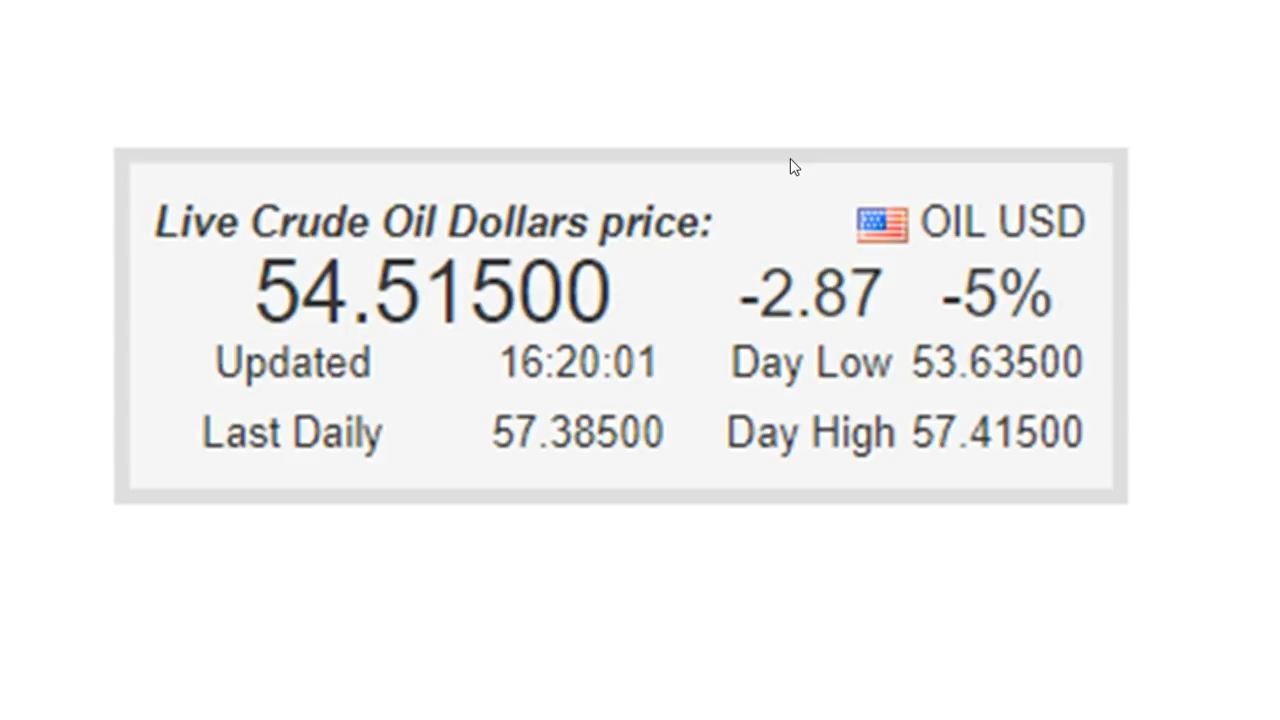 Live Crude Oil Dollars price: OIL USD
54.51500 -2.87 -5%
Updated 16:20:01 Day Low 53.63500
Last Daily 57.38500 Day High 57.41500